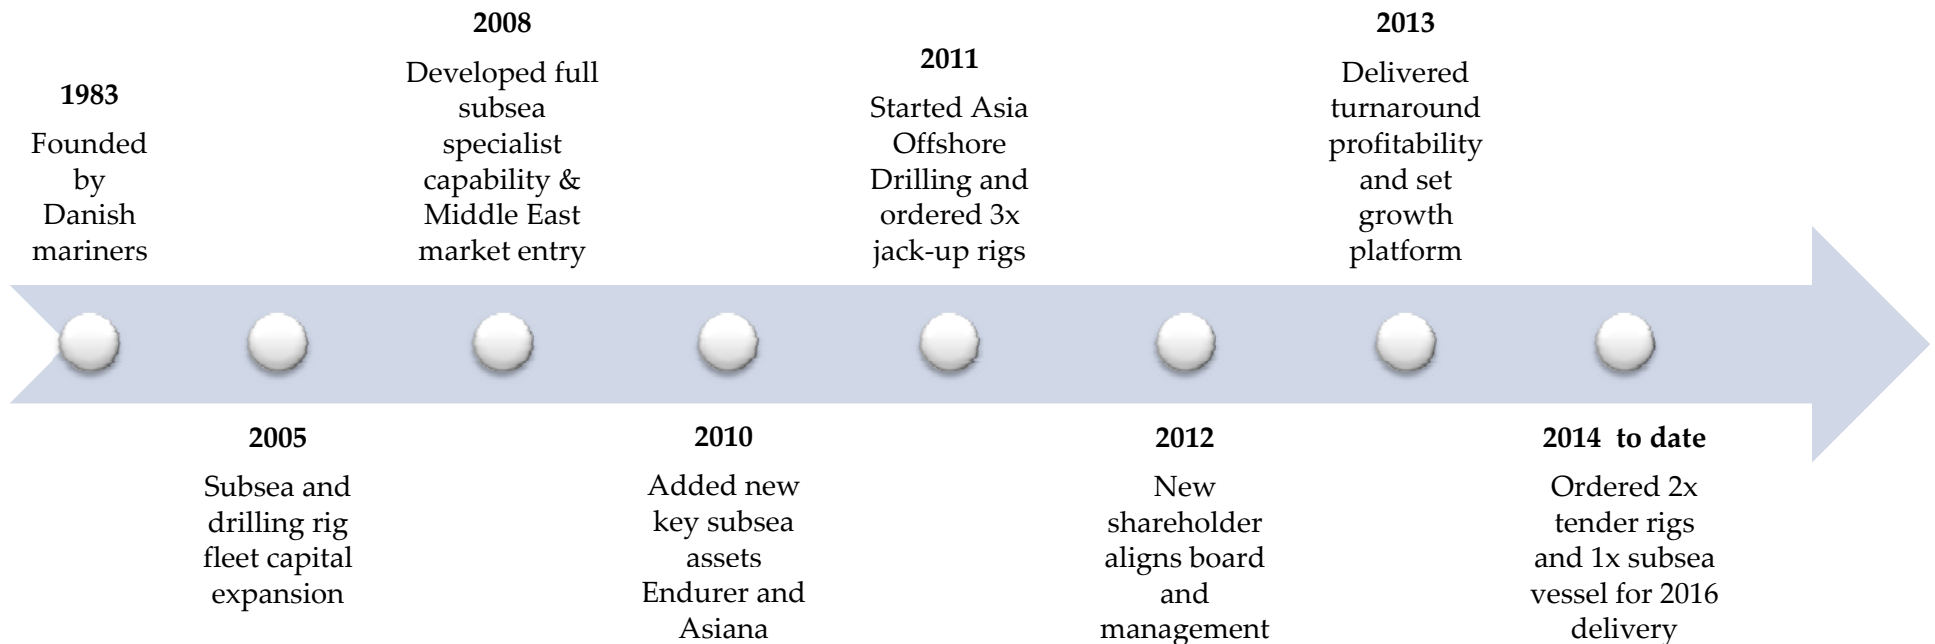 1983
Founded
by
Danish
mariners
2005
Subsea and
drilling rig
fleet capital
expansion
2008
Developed full
subsea
specialist
capability &
Middle East
market entry
2010
Added new
key subsea
assets
Endurer and
Asiana
2011
Started Asia
Offshore
Drilling and
ordered 3x
jack-up rigs
2012
New
shareholder
aligns board
and
management
2013
Delivered
turnaround
profitability
and set
growth
platform
2014  to date
Ordered 2x
tender rigs
and 1x subsea
vessel for 2016
delivery